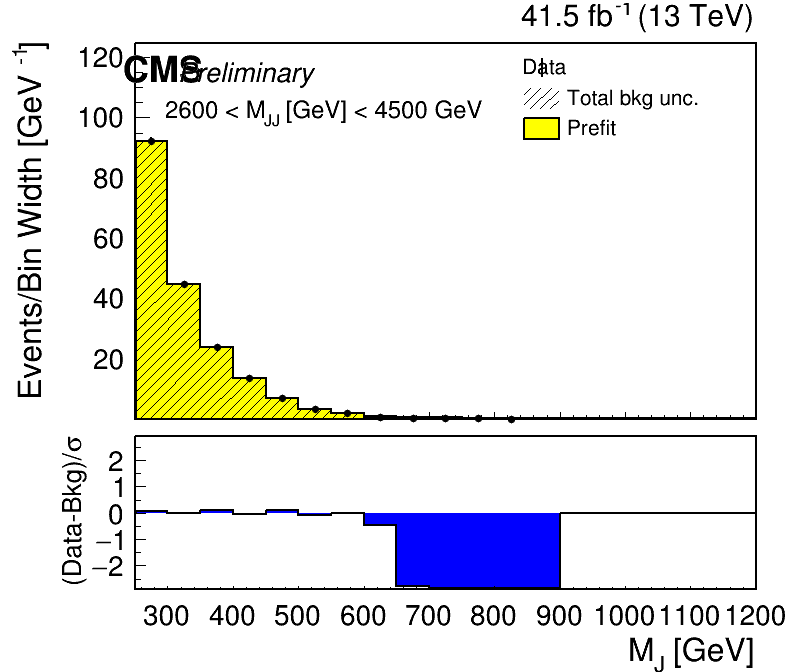 41.5 fb-1 (13 TeV)
Events/Bin Width [GeV-1]
120
100
80
60
40
20
CMS Preliminary
2600 < MJJ [GeV] < 4500 GeV
Data
Total bkg unc.
Prefit
(Data-Bkg)/σ
2
1
0
−1
−2
300 400 500 600 700 800 900 1000 1100 1200
MJ [GeV]